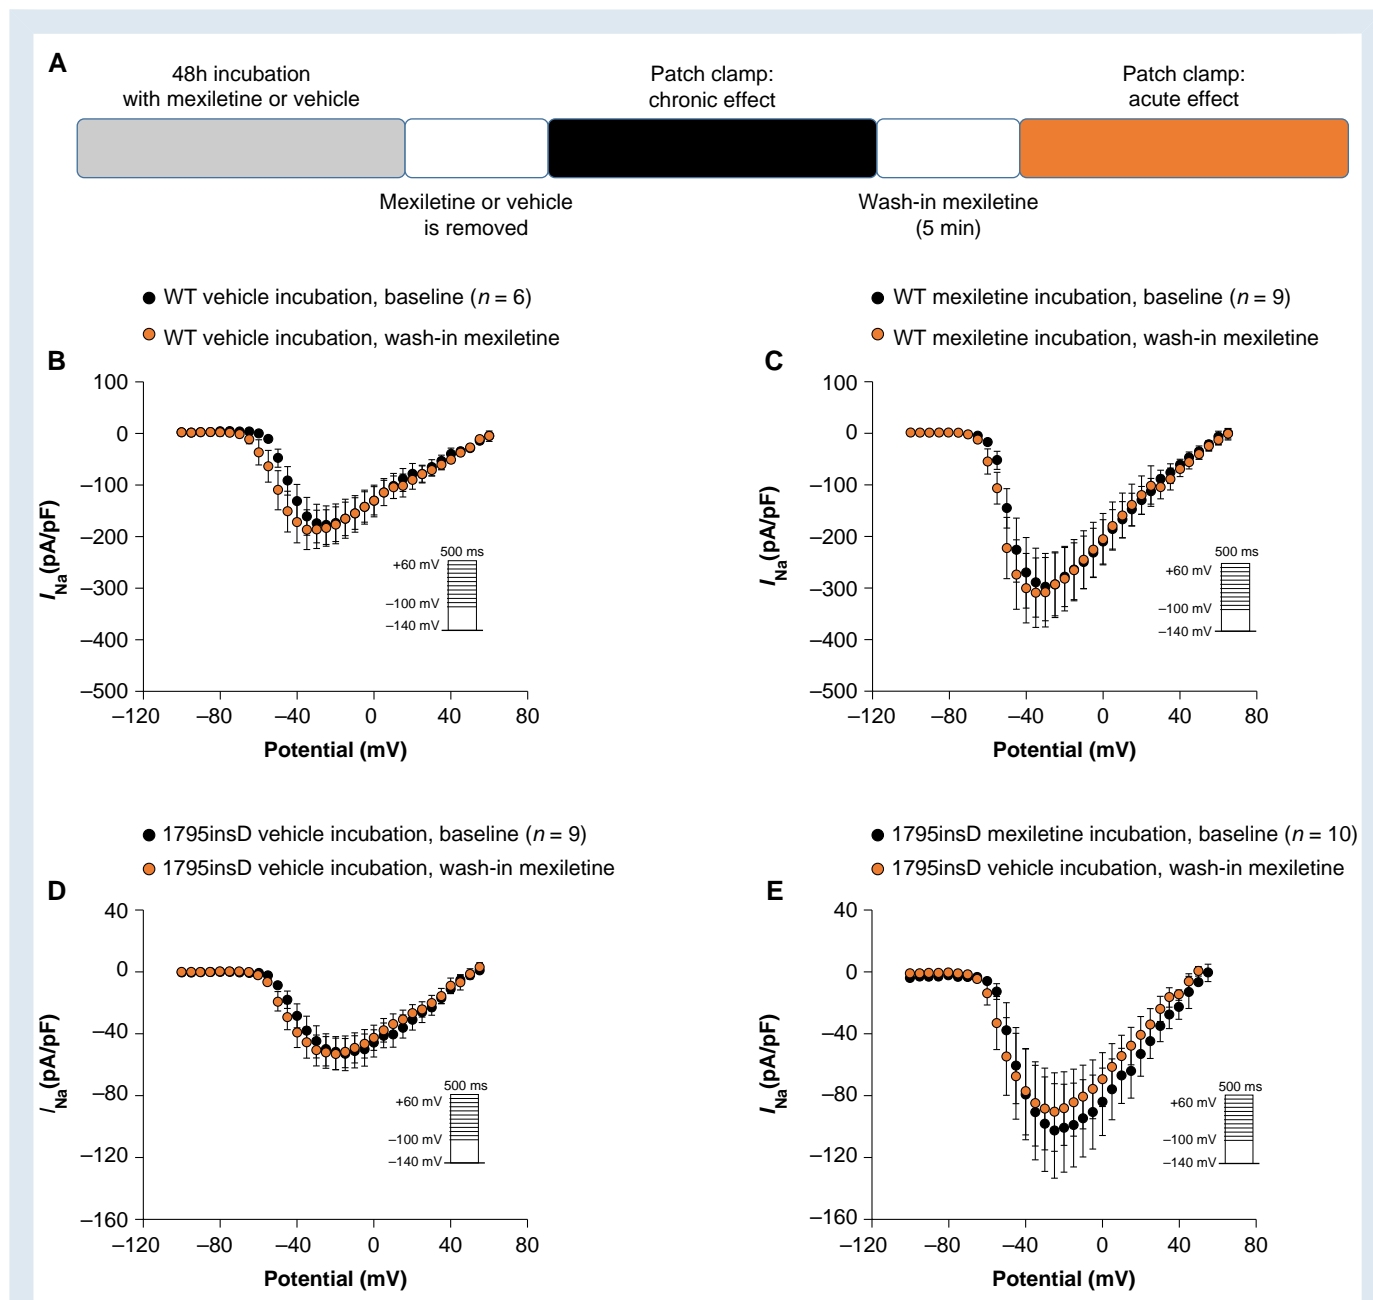 A
48h incubation
with mexiletine or vehicle
Patch clamp:
chronic effect
Patch clamp:
acute effect
Mexiletine or vehicle
is removed
Wash-in mexiletine
(5 min)
WT vehicle incubation, baseline (n = 6)
WT vehicle incubation, wash-in mexiletine
B
100
0
–100
–200
–300
–400
–500
INa(pA/pF)
500 ms
+60 mV
–100 mV
–140 mV
–120
–80
–40
0
40
80
Potential (mV)
WT mexiletine incubation, baseline (n = 9)
WT mexiletine incubation, wash-in mexiletine
C
100
0
–100
–200
–300
–400
–500
INa(pA/pF)
500 ms
+60 mV
–100 mV
–140 mV
–120
–80
–40
0
40
80
Potential (mV)
1795insD vehicle incubation, baseline (n = 9)
1795insD vehicle incubation, wash-in mexiletine
D
40
0
–40
–80
–120
–160
INa(pA/pF)
500 ms
+60 mV
–100 mV
–140 mV
–120
–80
–40
0
40
80
Potential (mV)
1795insD mexiletine incubation, baseline (n = 10)
1795insD vehicle incubation, wash-in mexiletine
E
40
0
–40
–80
–120
–160
INa(pA/pF)
500 ms
+60 mV
–100 mV
–140 mV
–120
–80
–40
0
40
80
Potential (mV)